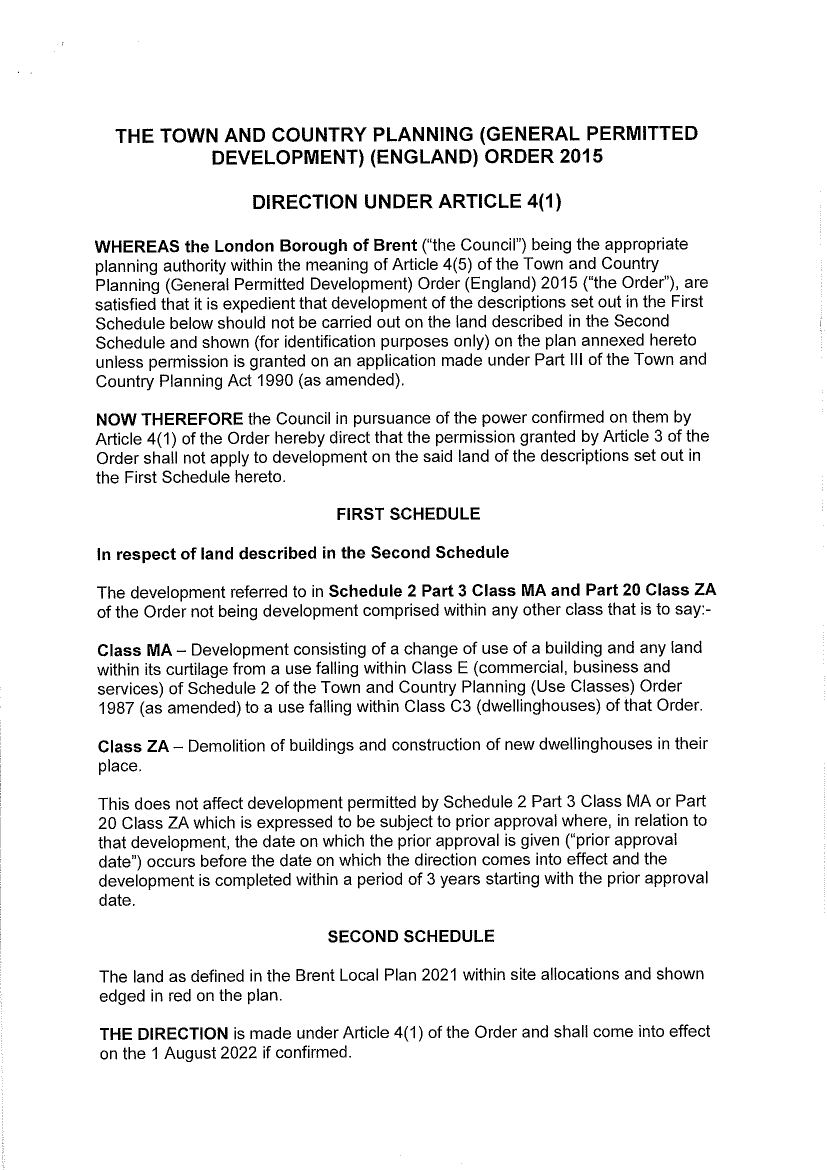 THE TOWN AND COUNTRY PLANNING (GENERAL PERMITTED
DEVELOPMENT) (ENGLAND) ORDER 2015
DIRECTION UNDER ARTICLE 4(1)
WHEREAS the London Borough of Brent (“the Council”) being the appropriate
planning authority within the meaning of Article 4(5) of the Town and Country
Planning (General Permitted Development) Order (England) 2015 (“the Order”), are
satisfied that it is expedient that development of the descriptions set out in the First
Schedule below should not be carried out on the land described in the Second
Schedule and shown (for identification purposes only) on the plan annexed hereto
unless permission is granted on an application made under Part III of the Town and
Country Planning Act 1990 (as amended).
NOW THEREFORE the Council in pursuance of the power confirmed on them by
Article 4(1) of the Order hereby direct that the permission granted by Article 3 of the
Order shall not apply to development on the said land of the descriptions set out in
the First Schedule hereto.
FIRST SCHEDULE
In respect of land described in the Second Schedule
The development referred to in Schedule 2 Part 3 Class MA and Part 20 Class ZA
of the Order not being development comprised within any other class that is to say:-
Class MA – Development consisting of a change of use of a building and any land
within its curtilage from a use falling within Class E (commercial, business and
services) of Schedule 2 of the Town and Country Planning (Use Classes) Order
1987 (as amended) to a use falling within Class C3 (dwellinghouses) of that Order.
Class ZA – Demolition of buildings and construction of new dwellinghouses in their
place.
This does not affect development permitted by Schedule 2 Part 3 Class MA or Part
20 Class ZA which is expressed to be subject to prior approval where, in relation to
that development, the date on which the prior approval is given (“prior approval
date”) occurs before the date on which the direction comes into effect and the
development is completed within a period of 3 years starting with the prior approval
date.
SECOND SCHEDULE
The land as defined in the Brent Local Plan 2021 within site allocations and shown
edged in red on the plan.
THE DIRECTION is made under Article 4(1) of the Order and shall come into effect
on the 1 August 2022 if confirmed.